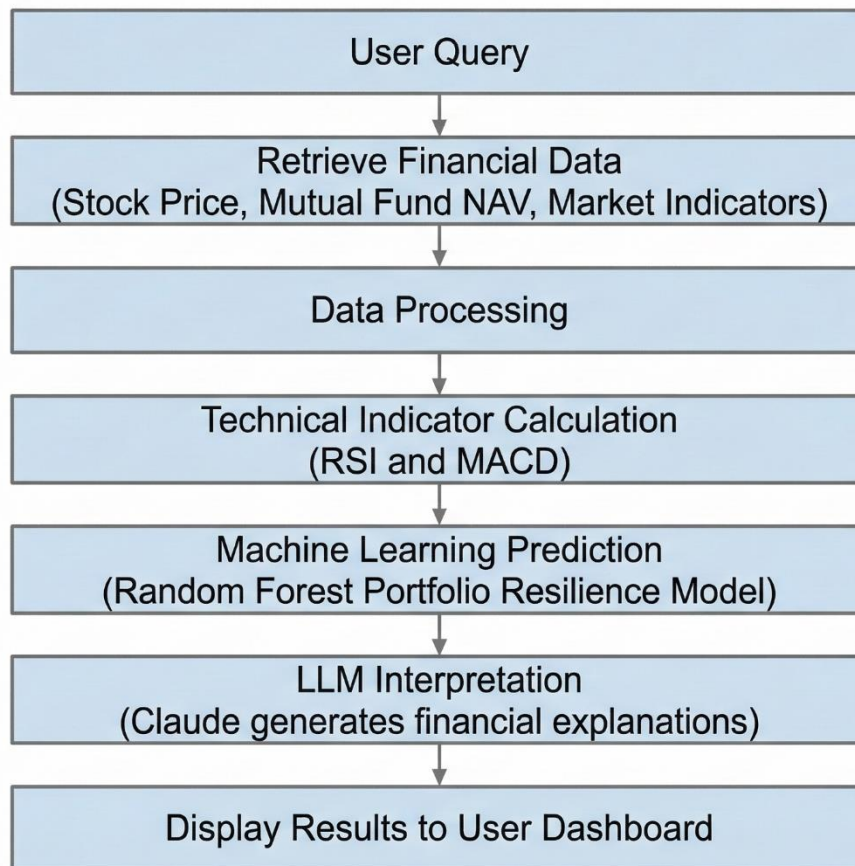 User Query
Retrieve Financial Data
(Stock Price, Mutual Fund NAV, Market Indicators)
Data Processing
Technical Indicator Calculation
(RSI and MACD)
Machine Learning Prediction
(Random Forest Portfolio Resilience Model)
LLM Interpretation
(Claude generates financial explanations)
Display Results to User Dashboard